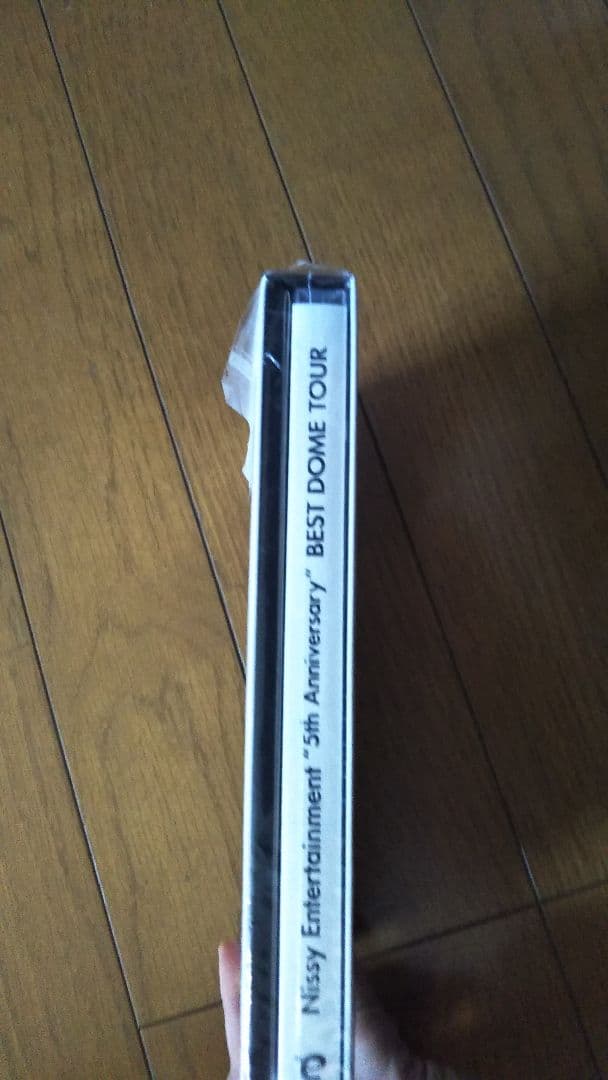 Nissy Entertainment "5th Anniversary" BEST DOME TOUR